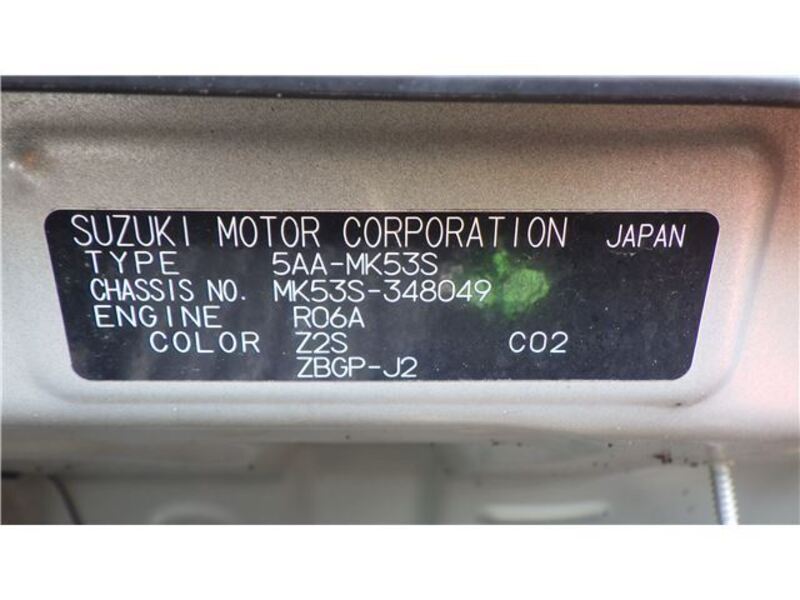 SUZUKI MOTOR CORPORATION JAPAN
TYPE 5AA-MK53S
CHASSIS NO. MK53S-348049
ENGINE R06A
COLOR Z2S C02
ZBGP-J2